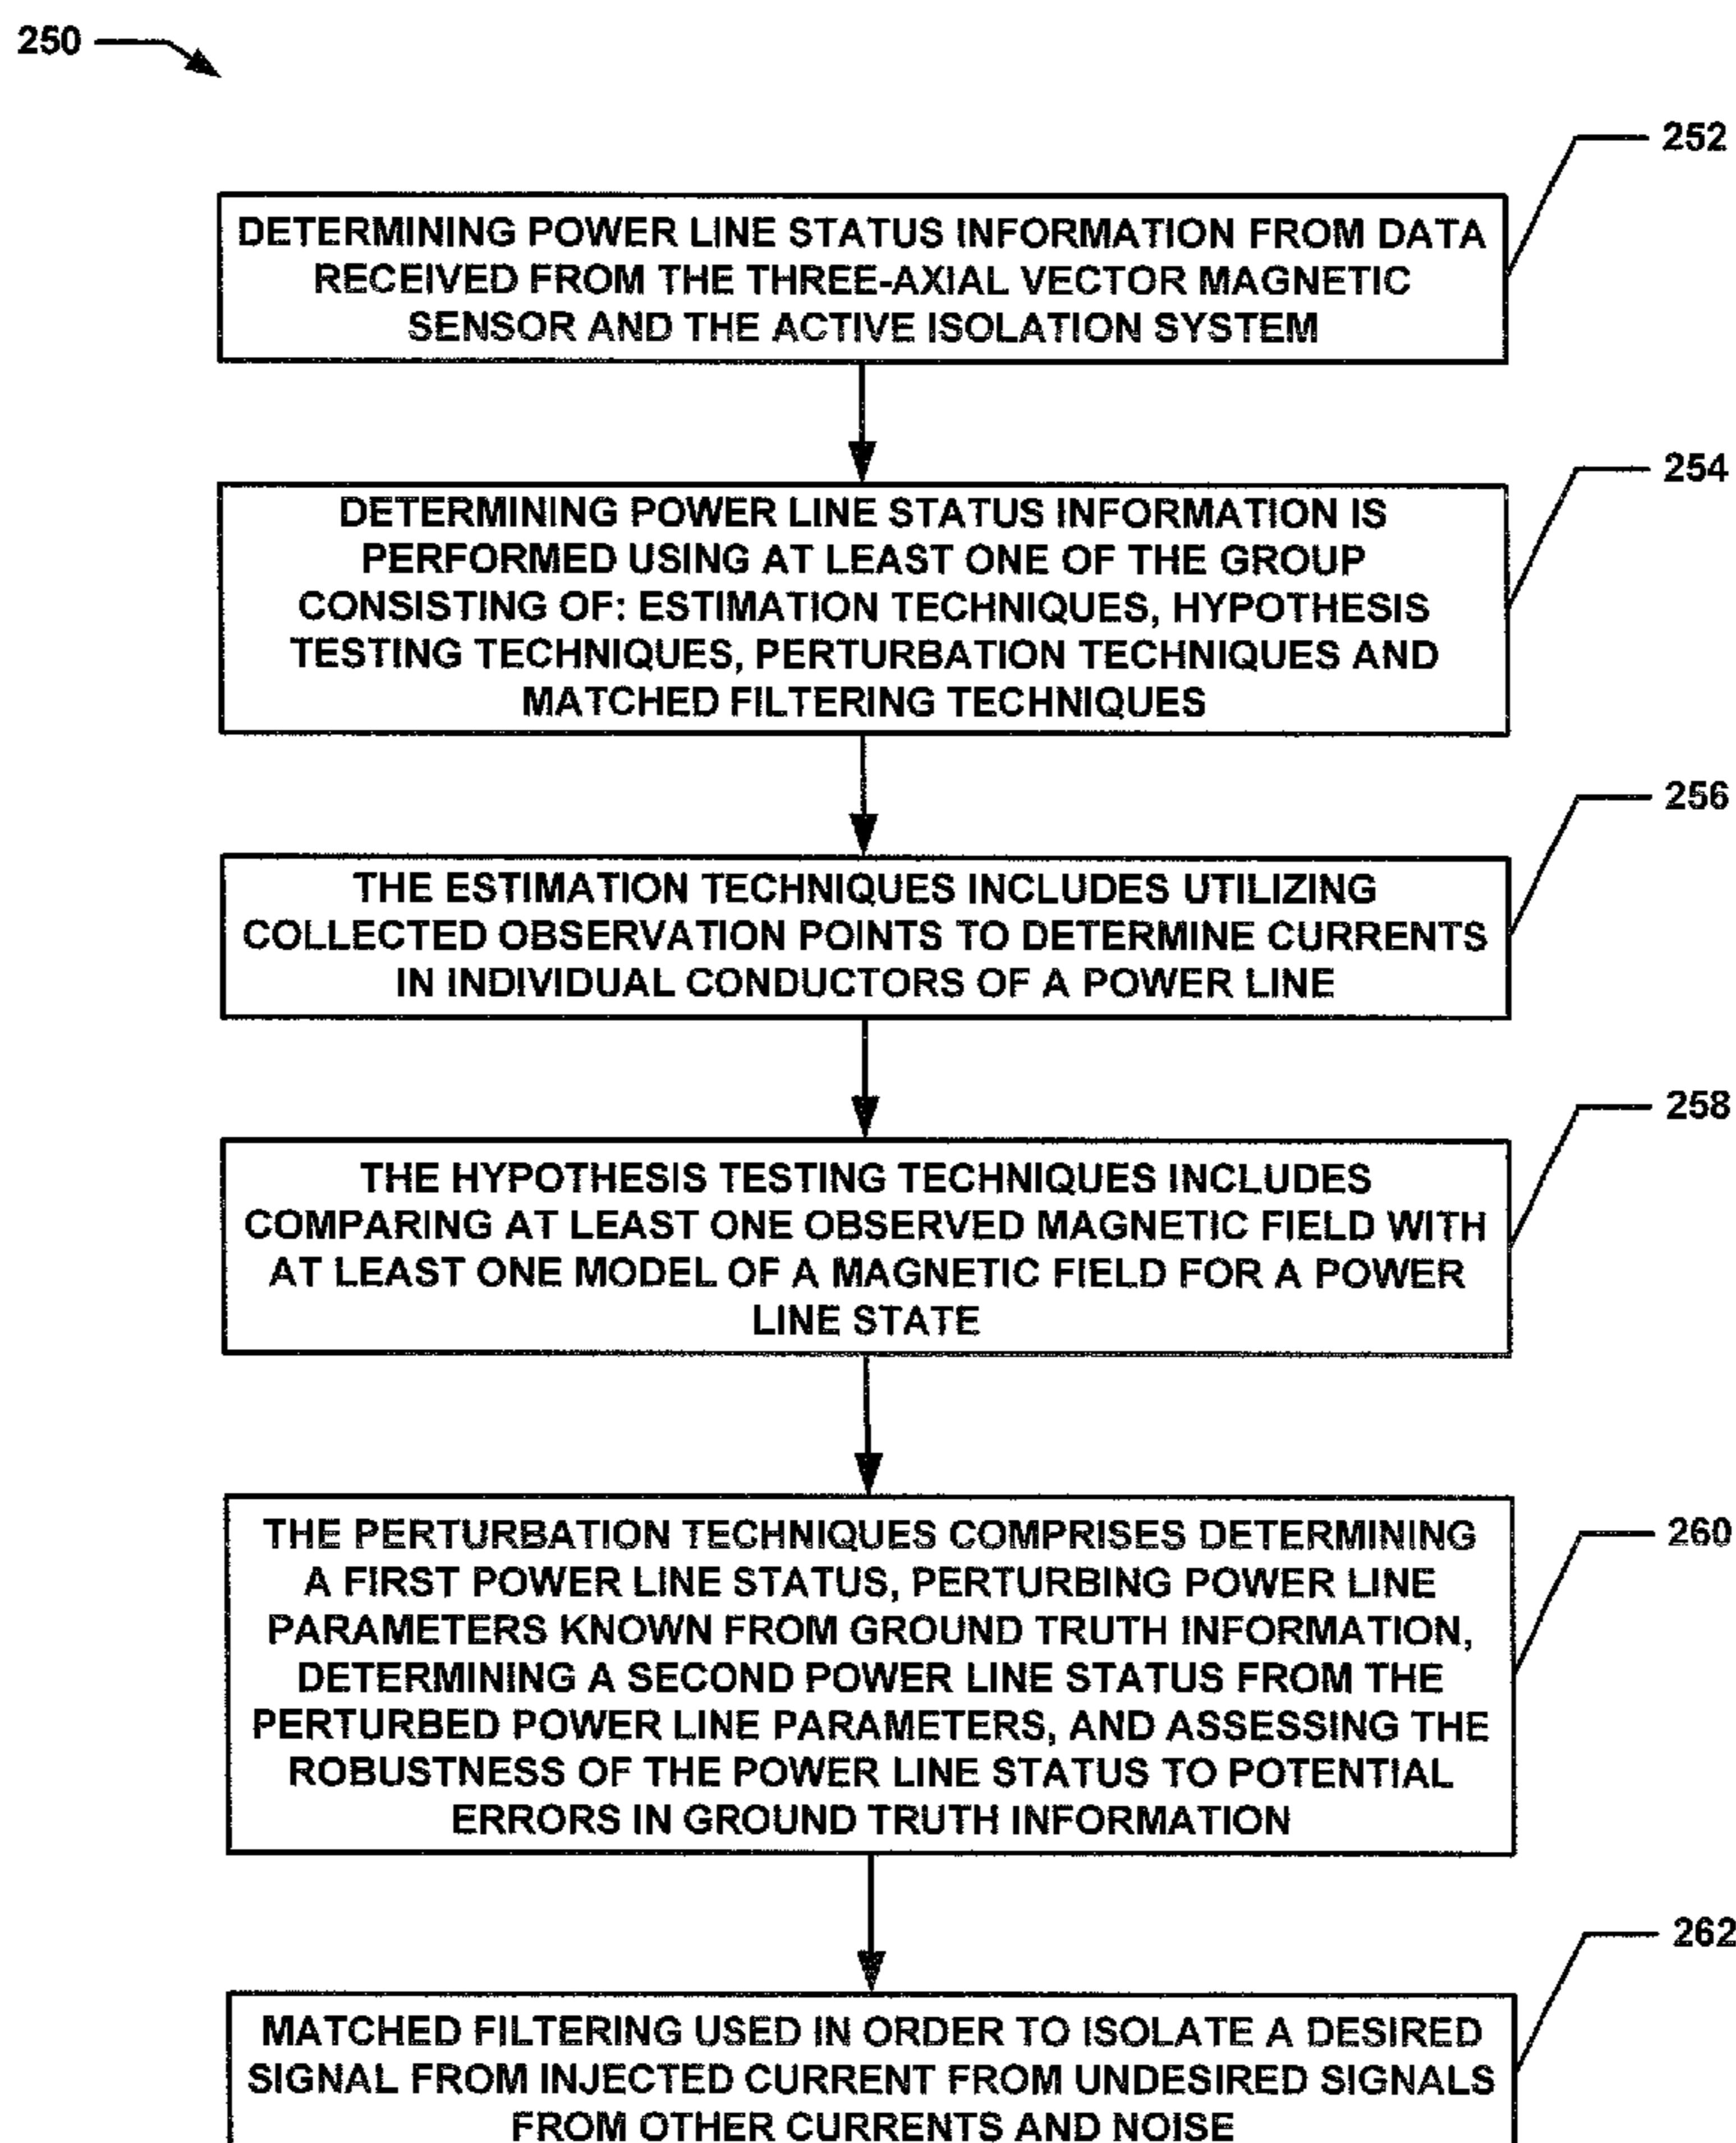 250
252
DETERMINING POWER LINE STATUS INFORMATION FROM DATA
RECEIVED FROM THE THREE-AXIAL VECTOR MAGNETIC
SENSOR AND THE ACTIVE ISOLATION SYSTEM
254
DETERMINING POWER LINE STATUS INFORMATION IS
PERFORMED USING AT LEAST ONE OF THE GROUP
CONSISTING OF: ESTIMATION TECHNIQUES, HYPOTHESIS
TESTING TECHNIQUES, PERTURBATION TECHNIQUES AND
MATCHED FILTERING TECHNIQUES
256
THE ESTIMATION TECHNIQUES INCLUDES UTILIZING
COLLECTED OBSERVATION POINTS TO DETERMINE CURRENTS
IN INDIVIDUAL CONDUCTORS OF A POWER LINE
258
THE HYPOTHESIS TESTING TECHNIQUES INCLUDES
COMPARING AT LEAST ONE OBSERVED MAGNETIC FIELD WITH
AT LEAST ONE MODEL OF A MAGNETIC FIELD FOR A POWER
LINE STATE
260
THE PERTURBATION TECHNIQUES COMPRISES DETERMINING
A FIRST POWER LINE STATUS, PERTURBING POWER LINE
PARAMETERS KNOWN FROM GROUND TRUTH INFORMATION,
DETERMINING A SECOND POWER LINE STATUS FROM THE
PERTURBED POWER LINE PARAMETERS, AND ASSESSING THE
ROBUSTNESS OF THE POWER LINE STATUS TO POTENTIAL
ERRORS IN GROUND TRUTH INFORMATION
262
MATCHED FILTERING USED IN ORDER TO ISOLATE A DESIRED
SIGNAL FROM INJECTED CURRENT FROM UNDESIRED SIGNALS
FROM OTHER CURRENTS AND NOISE